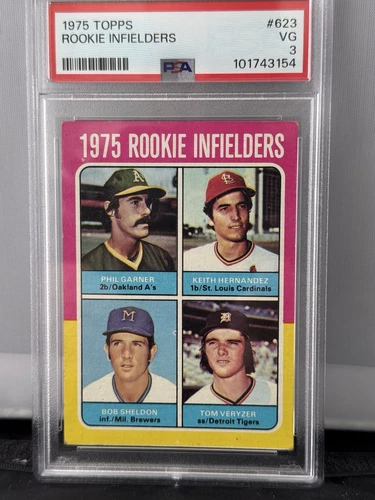 1975 TOPPS #623
ROOKIE INFIELDERS VG
3
PSA 101743154
1975 ROOKIE INFIELDERS
PHIL GARNER
2b/Oakland A's
KEITH HERNANDEZ
1b/St. Louis Cardinals
M
BOB SHELDON
inf./Mil. Brewers
TOM VERYZER
ss/Detroit Tigers